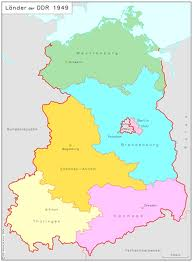 Länder der DDR 1949
Mecklenburg
Schwerin
Berlin
Potsdam
Brandenburg
Bundesrepublik
Magdeburg
Sachsen-Anhalt
Erfurt
Thüringen
Dresden
Sachsen
Tschechoslowakei